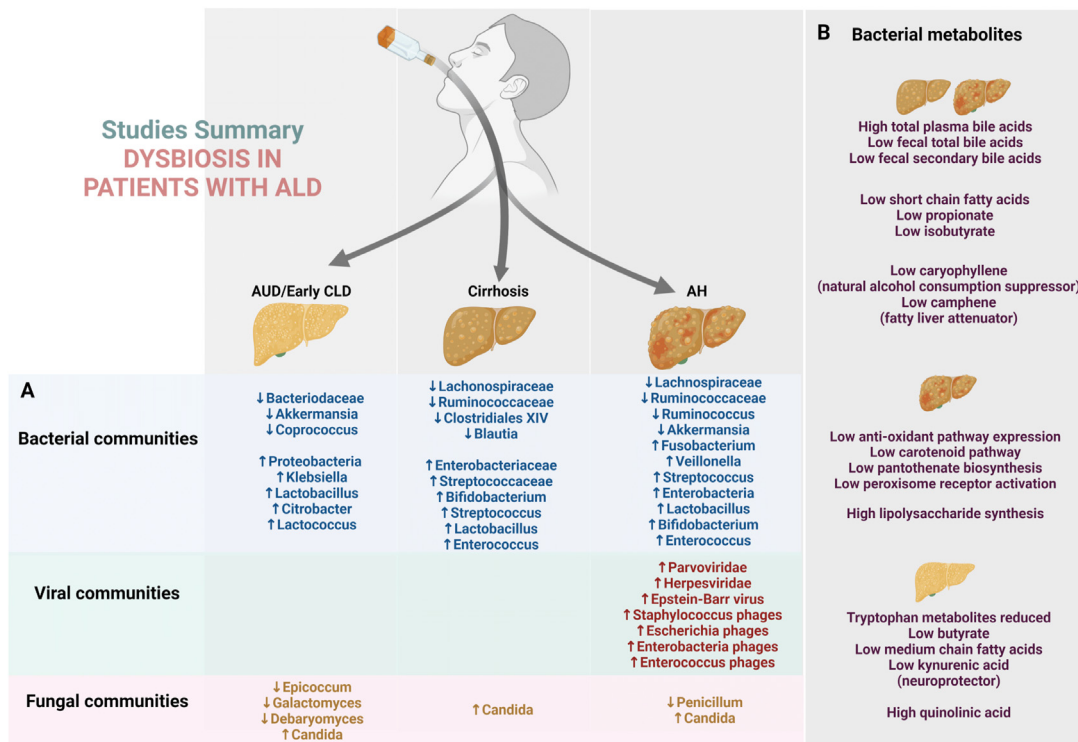 Studies Summary
DYSBIOSIS IN
PATIENTS WITH ALD
AUD/Early CLD
Cirrhosis
AH
A
Bacterial communities
↓Bacteriodaceae
↓Akkermansia
↓Coprococcus
↑Proteobacteria
↑Klebsiella
↑Lactobacillus
↑Citrobacter
↑Lactococcus
↓Lachonospiraceae
↓Ruminoccaceae
↓Clostridiales XIV
↓Blautia
↑Enterobacteriaceae
↑Streptococcaceae
↑Bifidobacterium
↑Streptococcus
↑Lactobacillus
↑Enterococcus
↓Lachnospiraceae
↓Ruminococcaceae
↓Ruminococcus
↓Akkermansia
↑Fusobacterium
↑Veillonella
↑Streptococcus
↑Enterobacteria
↑Lactobacillus
↑Bifidobacterium
↑Enterococcus
Viral communities
↑Parvoviridae
↑Herpesviridae
↑Epstein-Barr virus
↑Staphylococcus phages
↑Escherichia phages
↑Enterobacteria phages
↑Enterococcus phages
Fungal communities
↓Epicoccum
↓Galactomyces
↓Debaryomyces
↑Candida
↑Candida
↓Penicillum
↑Candida
B
Bacterial metabolites
High total plasma bile acids
Low fecal total bile acids
Low fecal secondary bile acids
Low short chain fatty acids
Low propionate
Low isobutyrate
Low caryophyllene
(natural alcohol consumption suppressor)
Low camphene
(fatty liver attenuator)
Low anti-oxidant pathway expression
Low carotenoid pathway
Low pantothenate biosynthesis
Low peroxisome receptor activation
High lipolysaccharide synthesis
Tryptophan metabolites reduced
Low butyrate
Low medium chain fatty acids
Low kynurenic acid
(neuroprotector)
High quinolinic acid